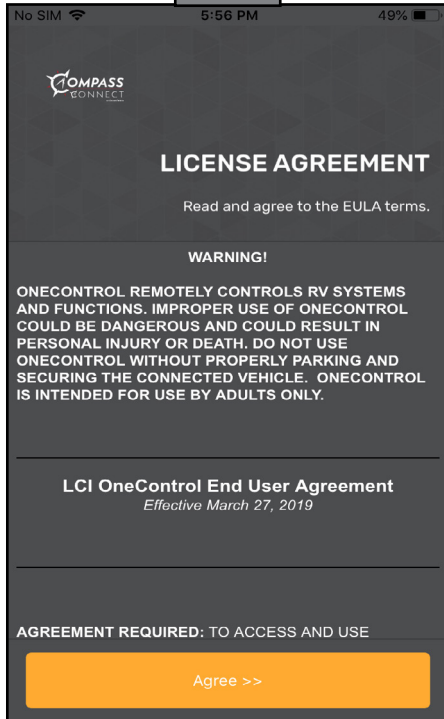 No SIM 5:56 PM 49%
COMPASS
CONNECT
LICENSE AGREEMENT
Read and agree to the EULA terms.
WARNING!
ONECONTROL REMOTELY CONTROLS RV SYSTEMS
AND FUNCTIONS. IMPROPER USE OF ONECONTROL
COULD BE DANGEROUS AND COULD RESULT IN
PERSONAL INJURY OR DEATH. DO NOT USE
ONECONTROL WITHOUT PROPERLY PARKING AND
SECURING THE CONNECTED VEHICLE. ONECONTROL
IS INTENDED FOR USE BY ADULTS ONLY.
LCI OneControl End User Agreement
Effective March 27, 2019
AGREEMENT REQUIRED: TO ACCESS AND USE
Agree >>